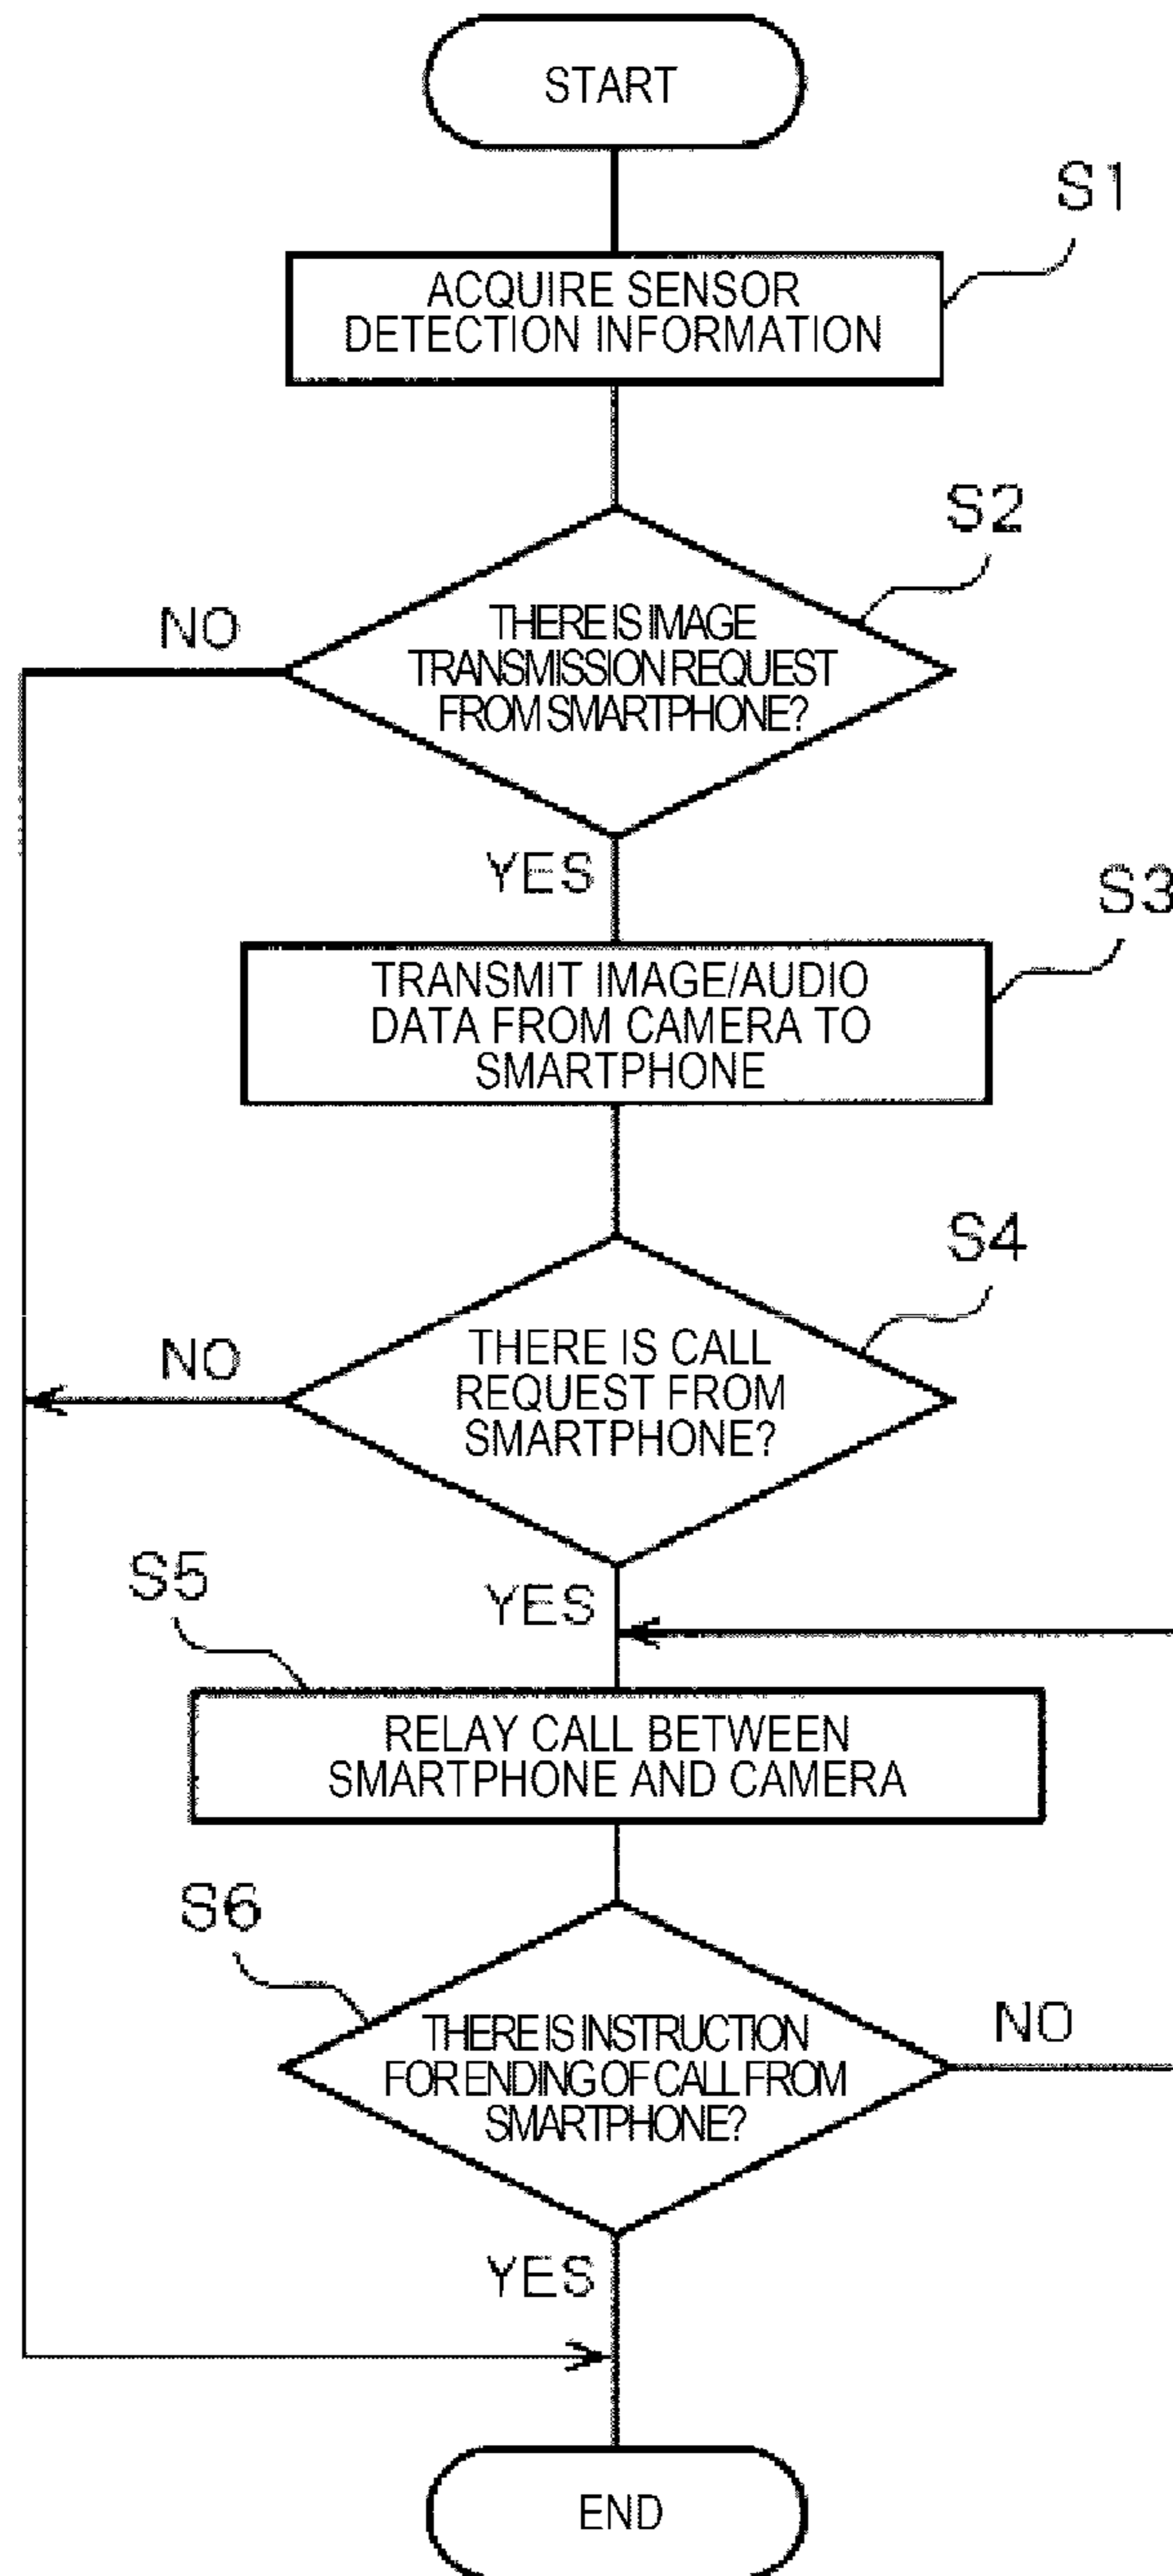 START
S1
ACQUIRE SENSOR
DETECTION INFORMATION
S2
NO
THERE IS IMAGE
TRANSMISSION REQUEST
FROM SMARTPHONE?
YES
S3
TRANSMIT IMAGE/AUDIO
DATA FROM CAMERA TO
SMARTPHONE
S4
NO
THERE IS CALL
REQUEST FROM
SMARTPHONE?
YES
S5
RELAY CALL BETWEEN
SMARTPHONE AND CAMERA
S6
THERE IS INSTRUCTION
FOR ENDING OF CALL FROM
SMARTPHONE?
NO
YES
END